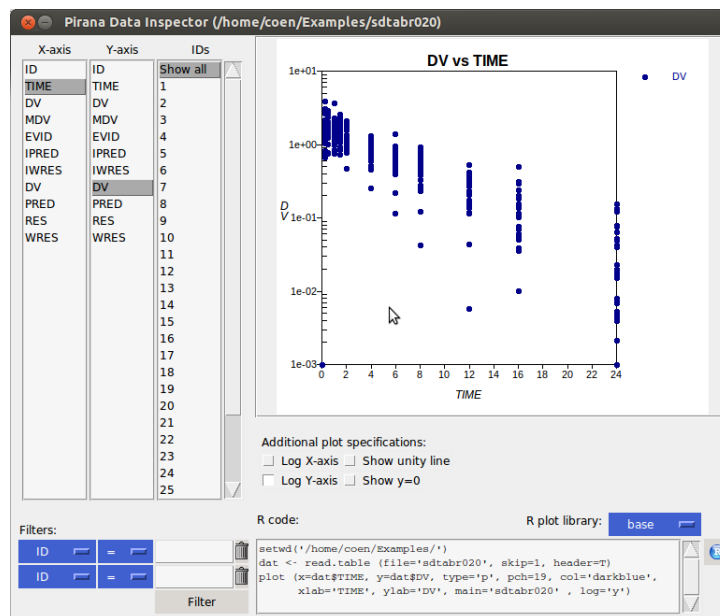 Pirana Data Inspector (/home/coen/Examples/sdtabr020)
X-axis
ID
TIME
DV
MDV
EVID
IPRED
IWRES
DV
PRED
RES
WRES
Y-axis
ID
TIME
DV
MDV
EVID
IPRED
IWRES
DV
PRED
RES
WRES
IDs
Show all
1
2
3
4
5
6
7
8
9
10
11
12
13
14
15
16
17
18
19
20
21
22
23
24
25
DV vs TIME
DV
1e+01
1e+00
1e-01
1e-02
1e-03
DV
0 2 4 6 8 10 12 14 16 18 20 22 24
TIME
Additional plot specifications:
Log X-axis Show unity line
Log Y-axis Show y=0
Filters:
ID =
ID =
Filter
R code:
R plot library: base
setwd('/home/coen/Examples/')
dat <- read.table (file='sdtabr020', skip=1, header=T)
plot (x=dat$TIME, y=dat$DV, type='p', pch=19, col='darkblue',
xlab='TIME', ylab='DV', main='sdtabr020' , log='y')
R